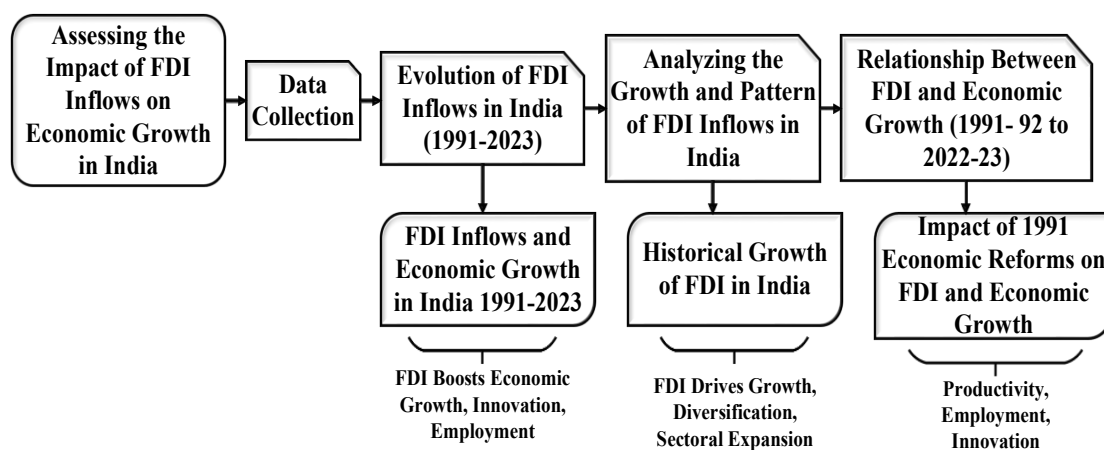 Assessing the
Impact of FDI
Inflows on
Economic Growth
in India
Data
Collection
Evolution of FDI
Inflows in India
(1991-2023)
Analyzing the
Growth and Pattern
of FDI Inflows in
India
Relationship Between
FDI and Economic
Growth (1991- 92 to
2022-23)
FDI Inflows and
Economic Growth
in India 1991-2023
Historical Growth
of FDI in India
Impact of 1991
Economic Reforms on
FDI and Economic
Growth
FDI Boosts Economic
Growth, Innovation,
Employment
FDI Drives Growth,
Diversification,
Sectoral Expansion
Productivity,
Employment,
Innovation